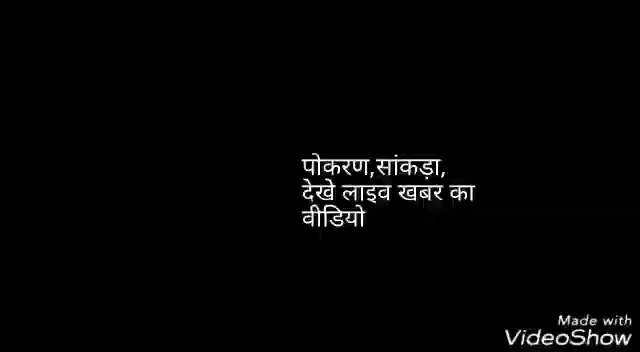 पोकरण,सांकड़ा,
देखे लाइव खबर का
वीडियो
Made with
VideoShow